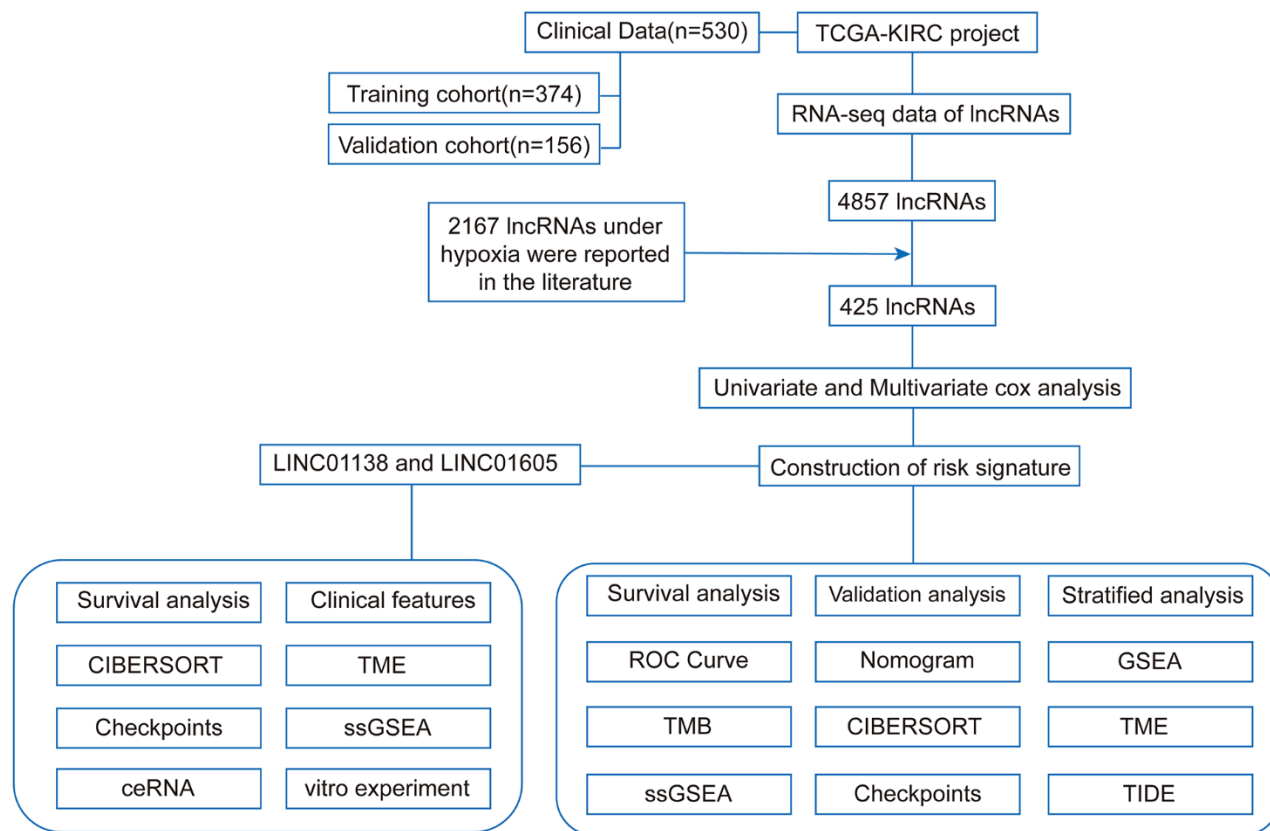 Clinical Data(n=530)
TCGA-KIRC project
Training cohort(n=374)
RNA-seq data of lncRNAs
Validation cohort(n=156)
4857 lncRNAs
2167 lncRNAs under
hypoxia were reported
in the literature
425 lncRNAs
Univariate and Multivariate cox analysis
LINC01138 and LINC01605
Construction of risk signature
Survival analysis
Clinical features
CIBERSORT
TME
Checkpoints
ssGSEA
ceRNA
vitro experiment
Survival analysis
Validation analysis
Stratified analysis
ROC Curve
Nomogram
GSEA
TMB
CIBERSORT
TME
ssGSEA
Checkpoints
TIDE